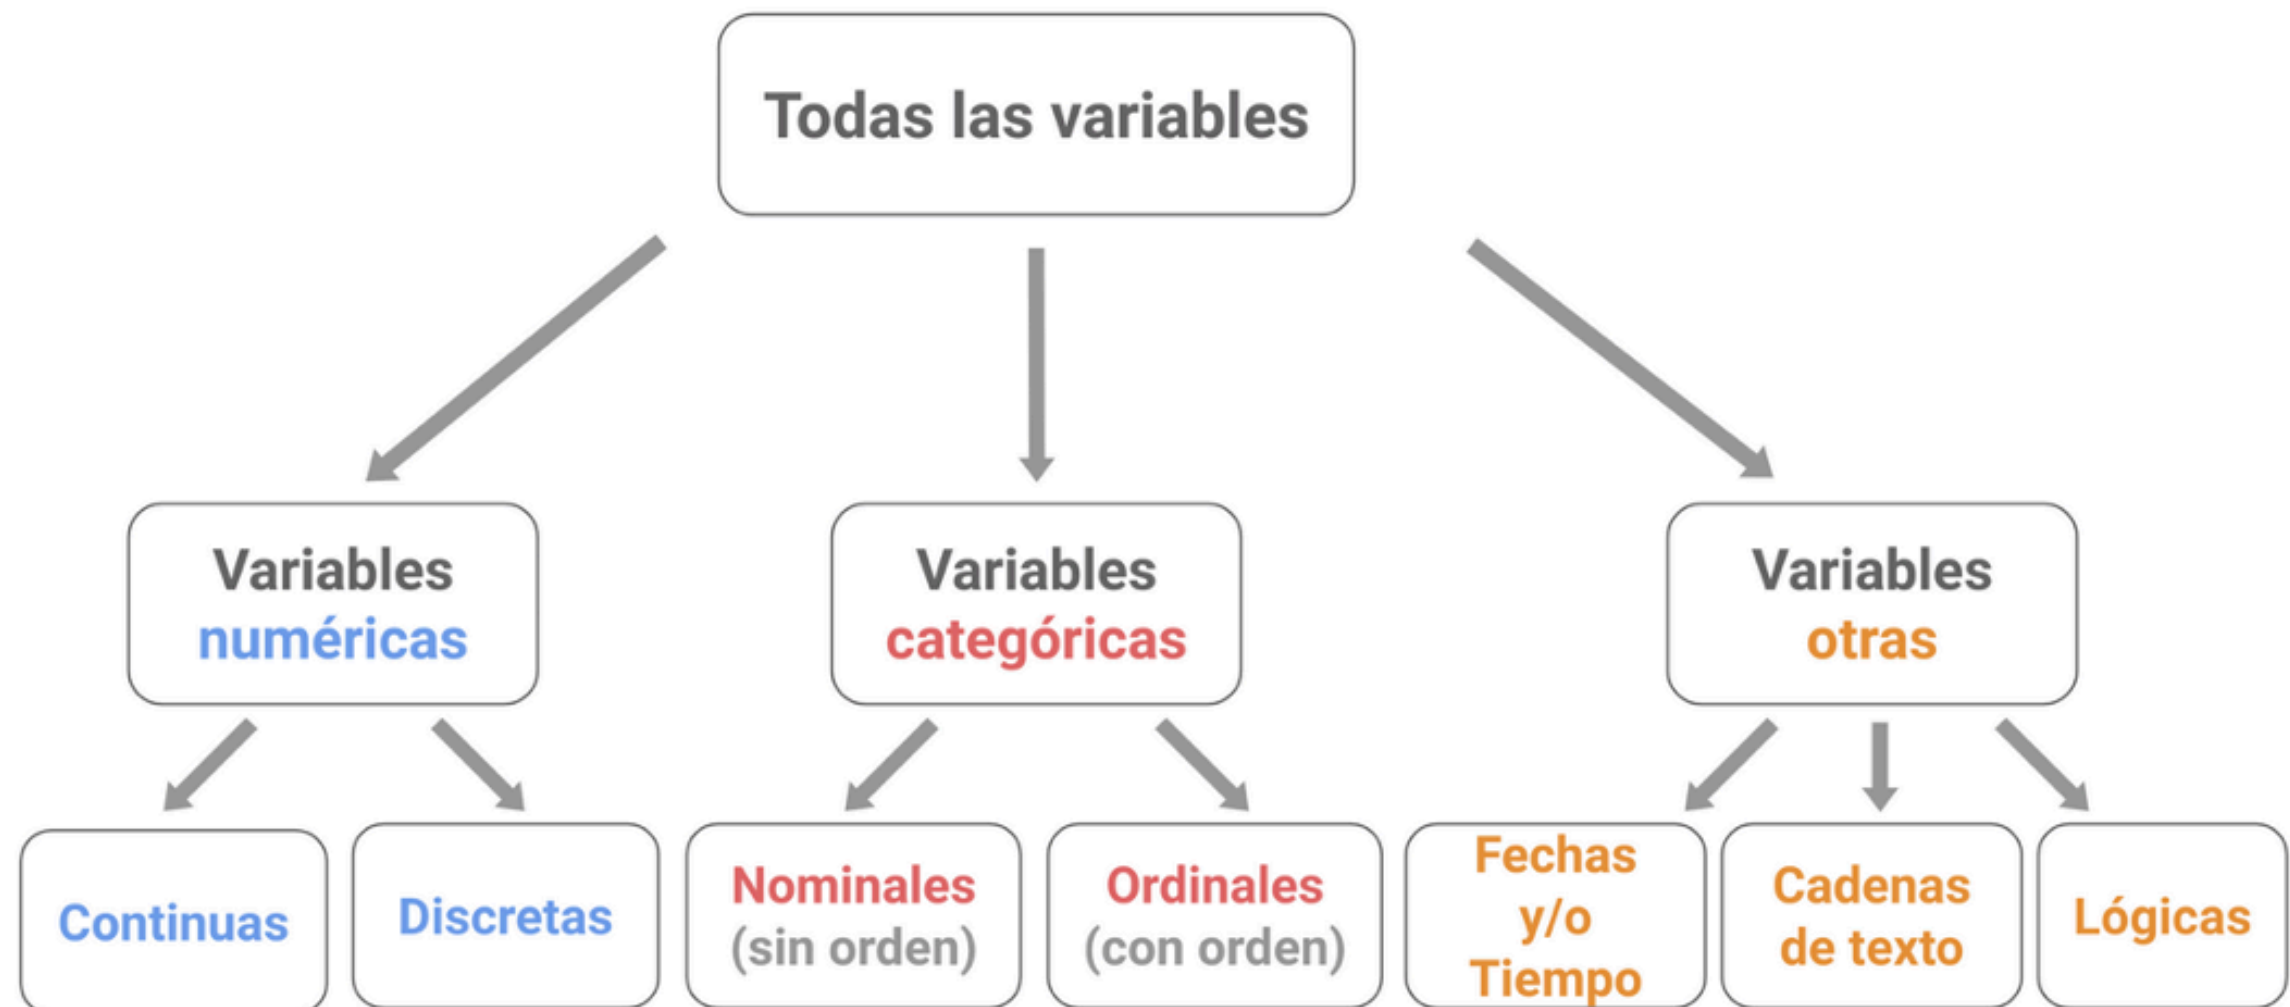 Todas las variables
Variables
numéricas
Variables
categóricas
Variables
otras
Continuas
Discretas
Nominales
(sin orden)
Ordinales
(con orden)
Fechas
y/o
Tiempo
Cadenas
de texto
Lógicas